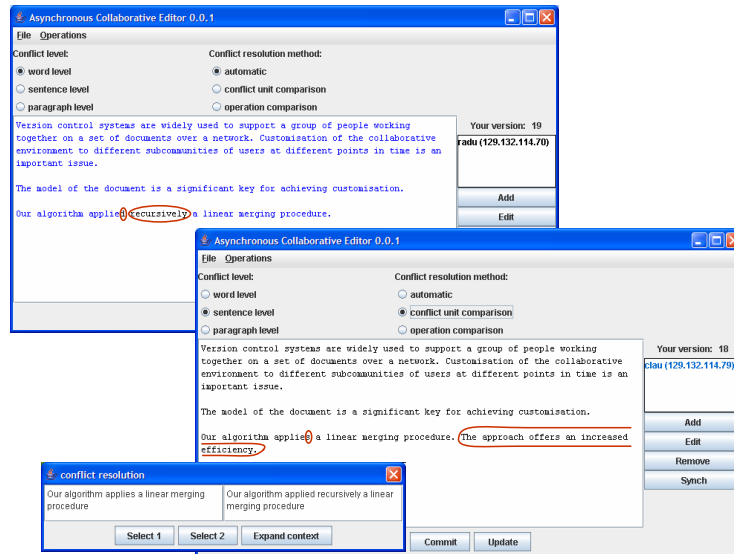 Asynchronous Collaborative Editor 0.0.1
File Operations
Conflict level: Conflict resolution method:
word level automatic
sentence level conflict unit comparison
paragraph level operation comparison
Version control systems are widely used to support a group of people working
together on a set of documents over a network. Customisation of the collaborative
environment to different subcommunities of users at different points in time is an
important issue.
The model of the document is a significant key for achieving customisation.
Our algorithm applied recursively a linear merging procedure.
Your version: 19
radu (129.132.114.70)
Add
Edit
Asynchronous Collaborative Editor 0.0.1
File Operations
Conflict level: Conflict resolution method:
word level automatic
sentence level conflict unit comparison
paragraph level operation comparison
Version control systems are widely used to support a group of people working
together on a set of documents over a network. Customisation of the collaborative
environment to different subcommunities of users at different points in time is an
important issue.
The model of the document is a significant key for achieving customisation.
Our algorithm applies a linear merging procedure. The approach offers an increased
efficiency.
Your version: 18
clau (129.132.114.79)
Add
Edit
Remove
Synch
Commit Update
conflict resolution
Our algorithm applies a linear merging
procedure
Our algorithm applied recursively a linear
merging procedure
Select 1 Select 2 Expand context